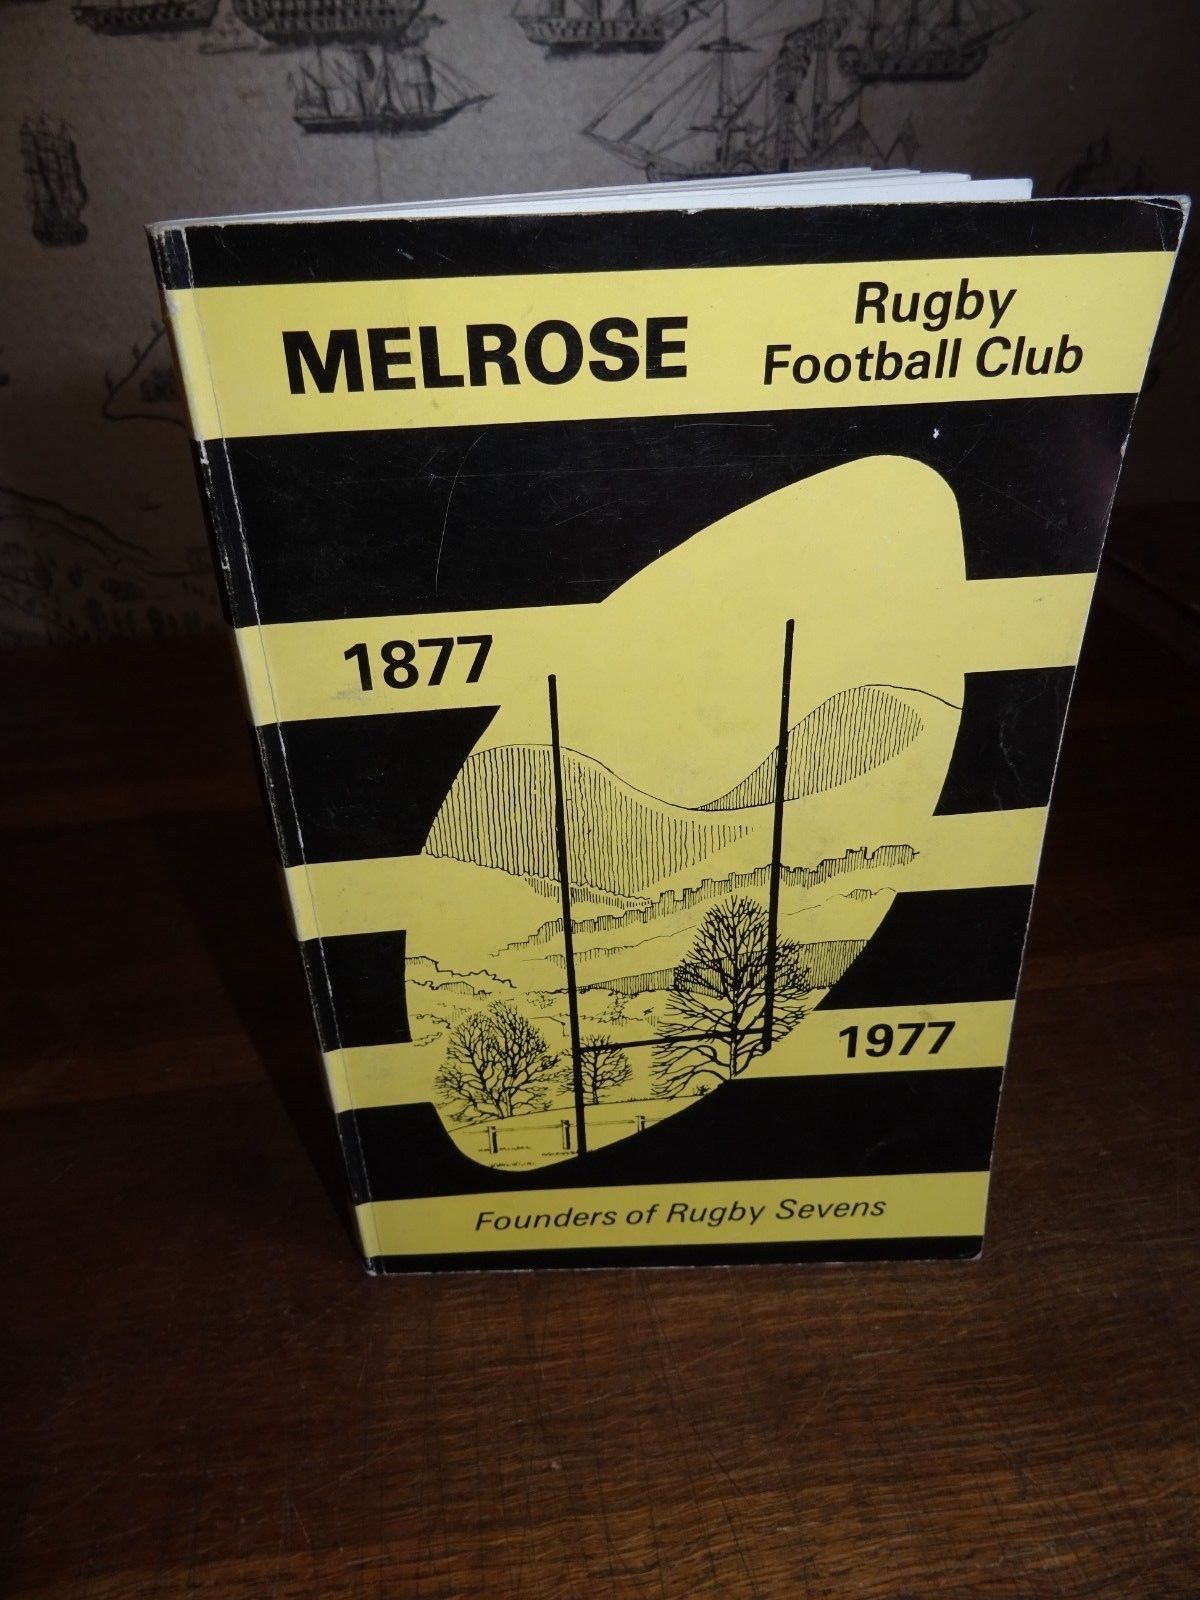 MELROSE
Rugby
Football Club
1877
1977
Founders of Rugby Sevens